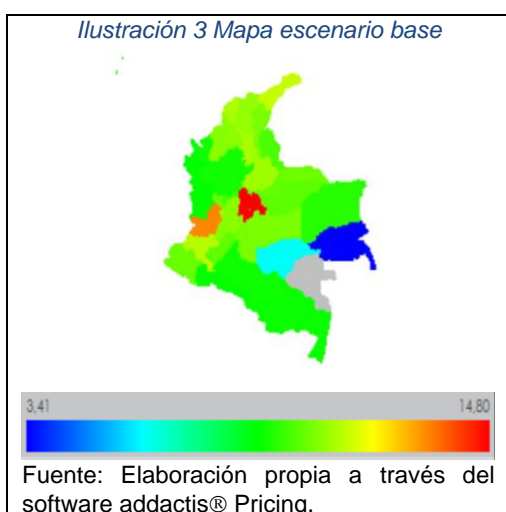 Ilustración 3 Mapa escenario base
3,41 14,80
Fuente: Elaboración propia a través del
software addactis® Pricing.